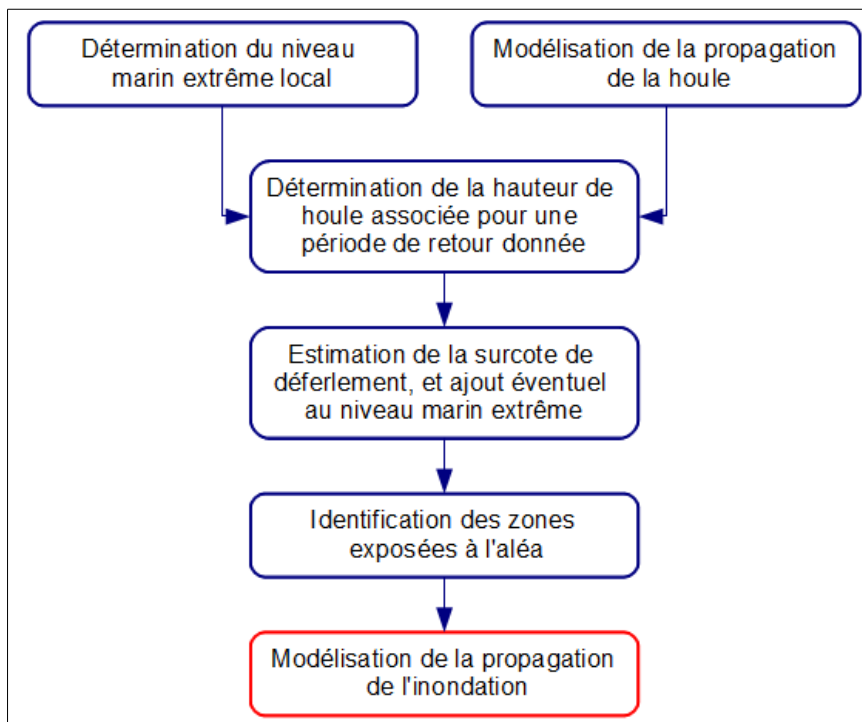 Détermination du niveau
marin extrême local
Modélisation de la propagation
de la houle
Détermination de la hauteur de
houle associée pour une
période de retour donnée
Estimation de la surcote de
déferlement, et ajout éventuel
au niveau marin extrême
Identification des zones
exposées à l'aléa
Modélisation de la propagation
de l'inondation